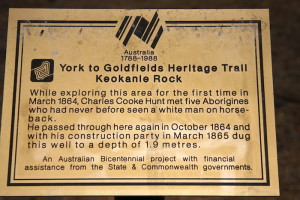 Australia
1788-1988
York to Goldfields Heritage Trail
Keokanie Rock
While exploring this area for the first time in
March 1864, Charles Cooke Hunt met five Aborigines
who had never before seen a white man on horse-
back.
He passed through here again in October 1864 and
with his construction party in March 1865 dug
this well to a depth of 1.9 metres.
An Australian Bicentennial project with financial
assistance from the State & Commonwealth governments.